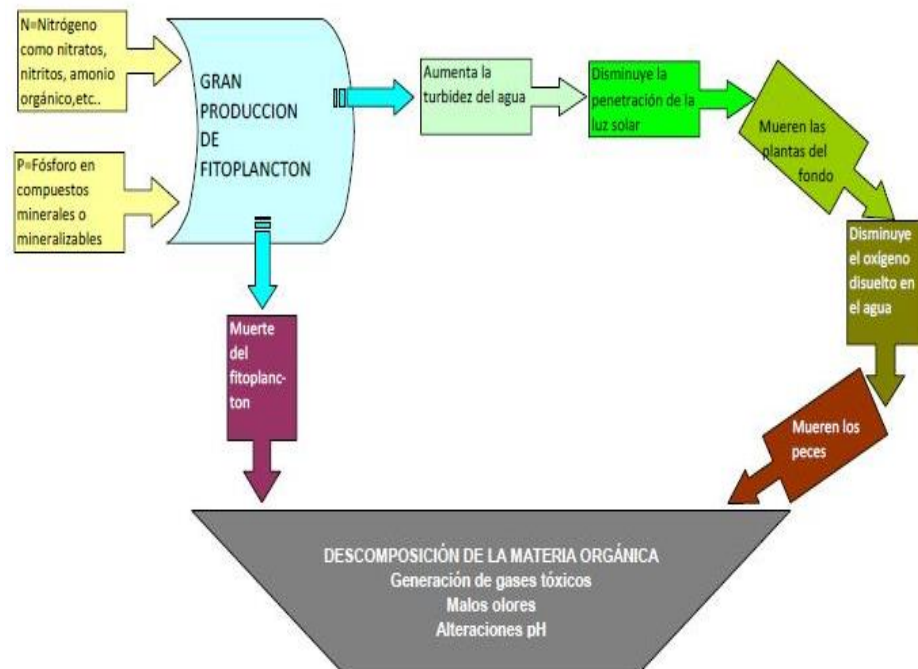 N=Nitrógeno
como nitratos,
nitritos, amonio
orgánico,etc..
P=Fósforo en
compuestos
minerales o
mineralizables
GRAN
PRODUCCION
DE
FITOPLANCTON
Aumenta la
turbidez del agua
Disminuye la
penetración de la
luz solar
Mueren las
plantas del
fondo
Disminuye
el oxígeno
disuelto en
el agua
Mueren los
peces
Muerte
del
fitoplanc-
ton
DESCOMPOSICIÓN DE LA MATERIA ORGÁNICA
Generación de gases tóxicos
Malos olores
Alteraciones pH